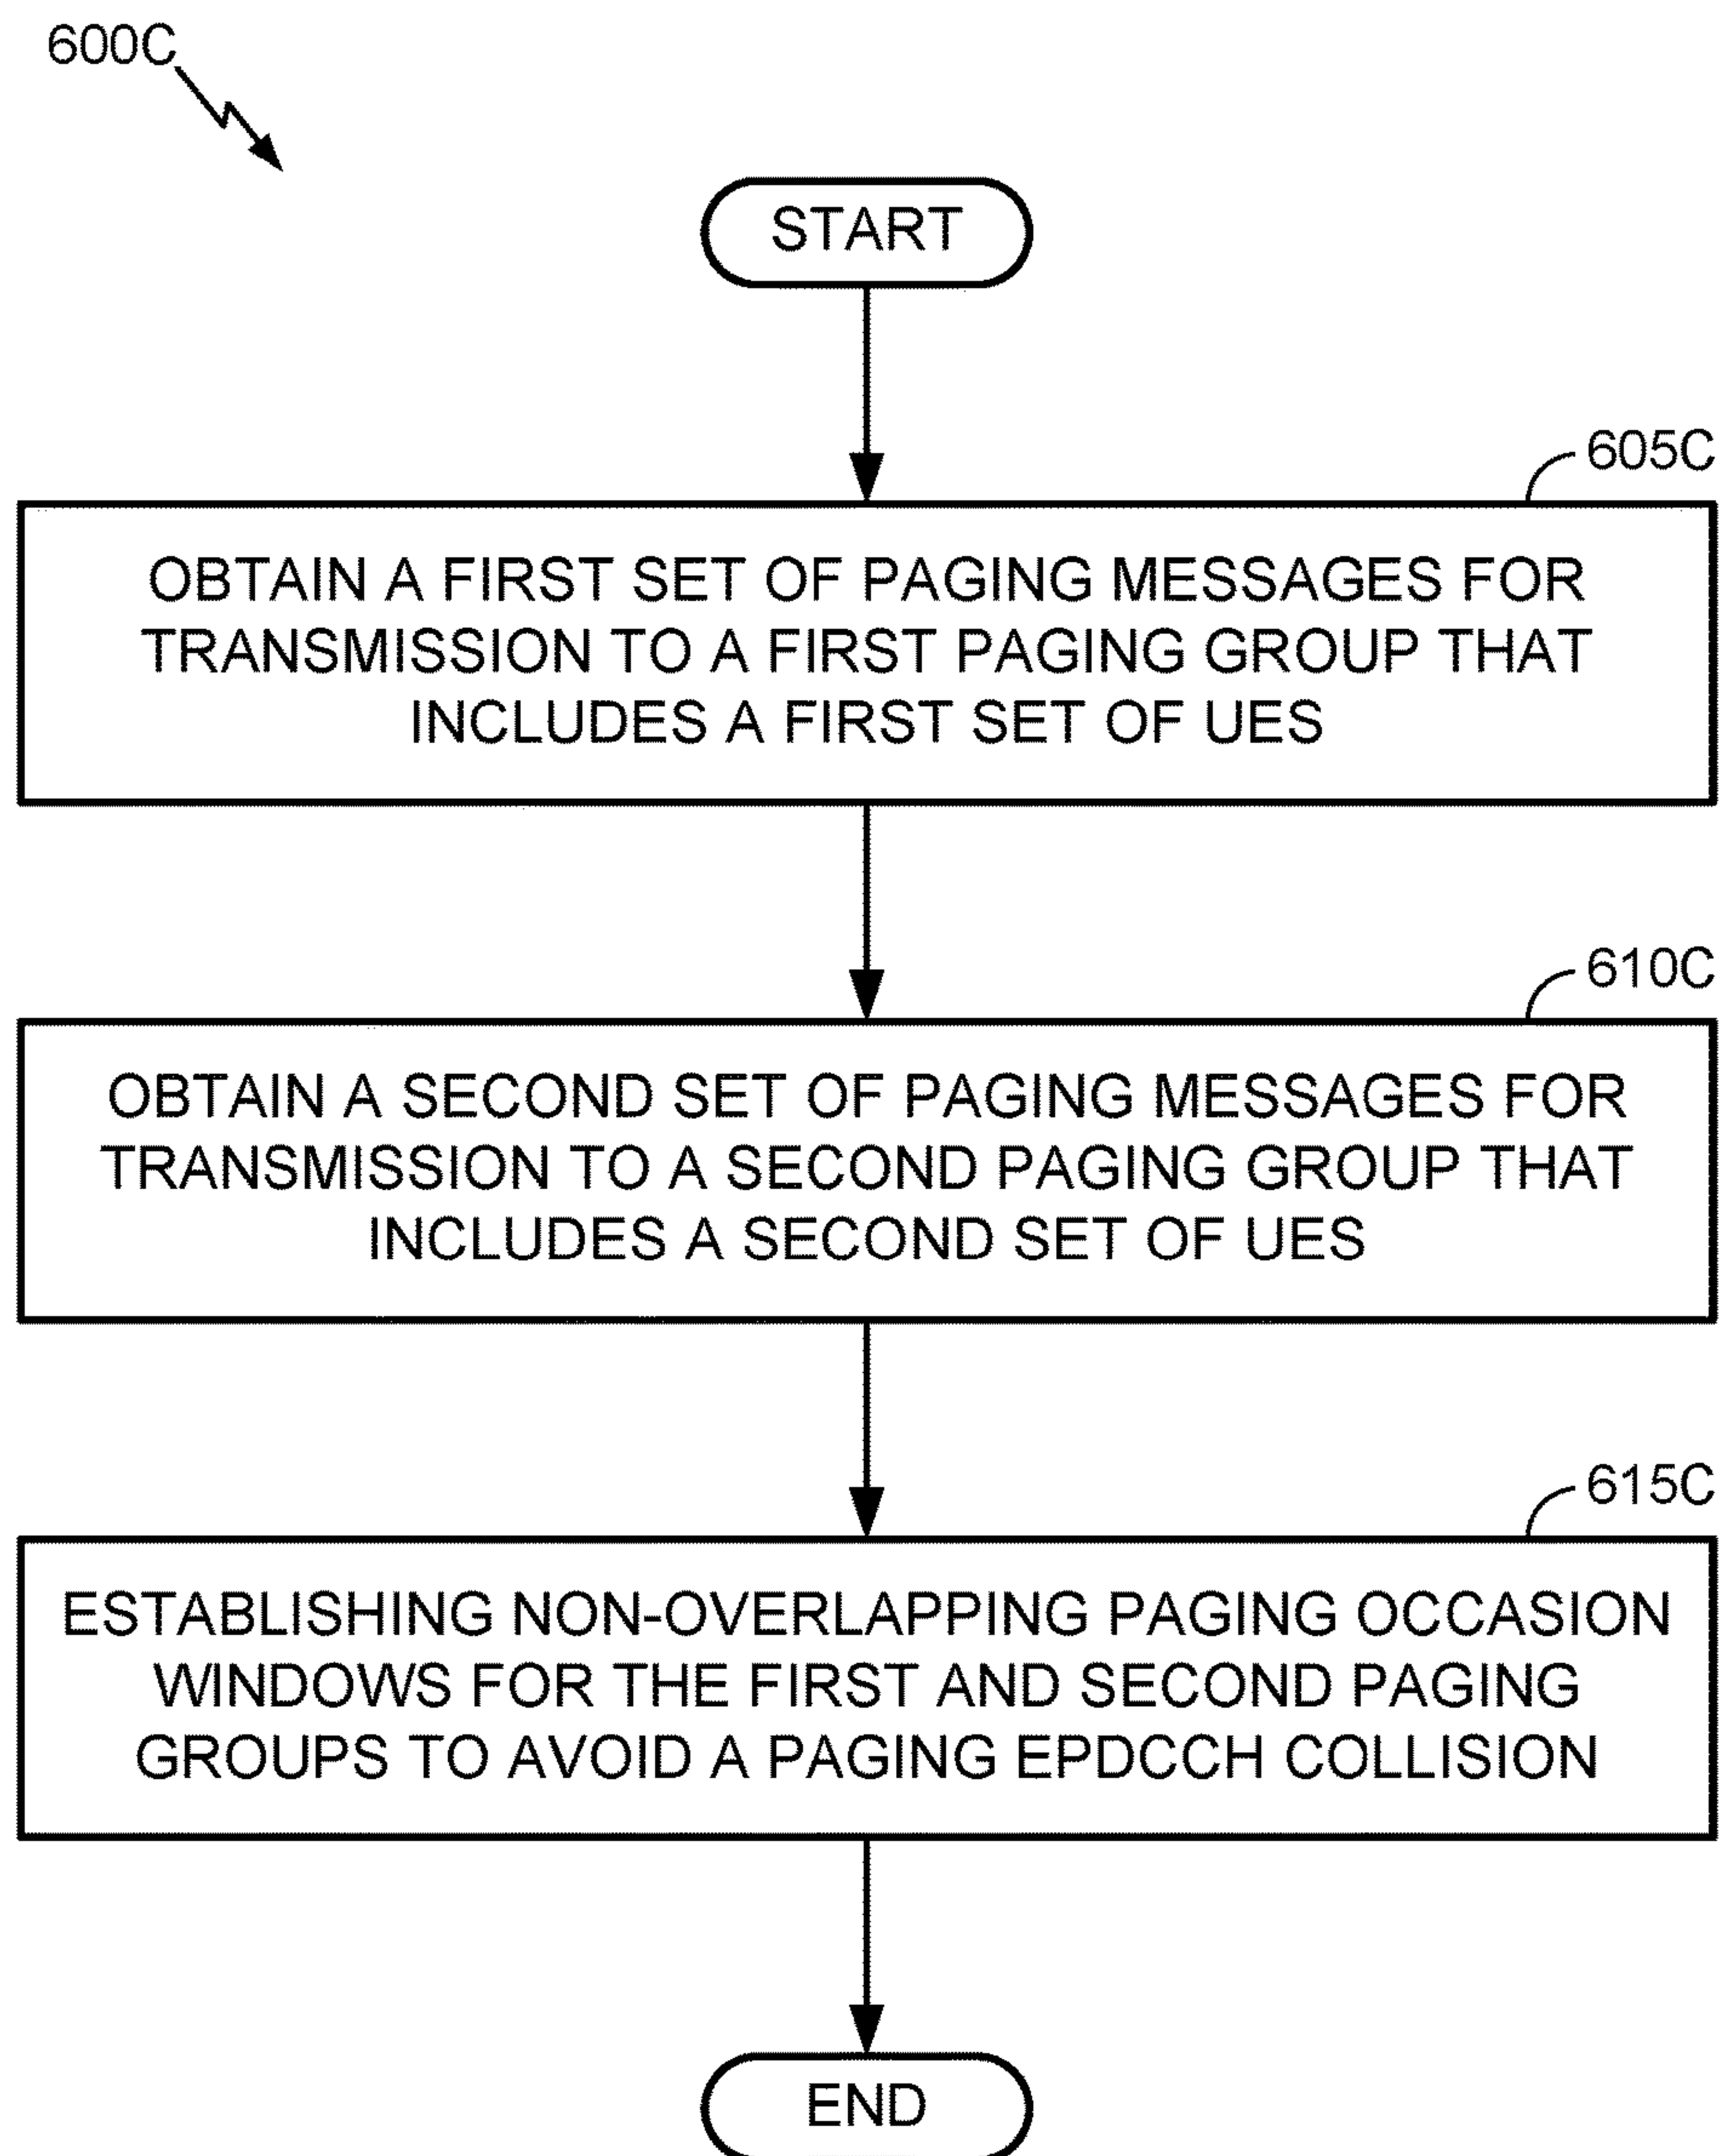 600C
START
605C
OBTAIN A FIRST SET OF PAGING MESSAGES FOR
TRANSMISSION TO A FIRST PAGING GROUP THAT
INCLUDES A FIRST SET OF UES
610C
OBTAIN A SECOND SET OF PAGING MESSAGES FOR
TRANSMISSION TO A SECOND PAGING GROUP THAT
INCLUDES A SECOND SET OF UES
615C
ESTABLISHING NON-OVERLAPPING PAGING OCCASION
WINDOWS FOR THE FIRST AND SECOND PAGING
GROUPS TO AVOID A PAGING EPDCCH COLLISION
END